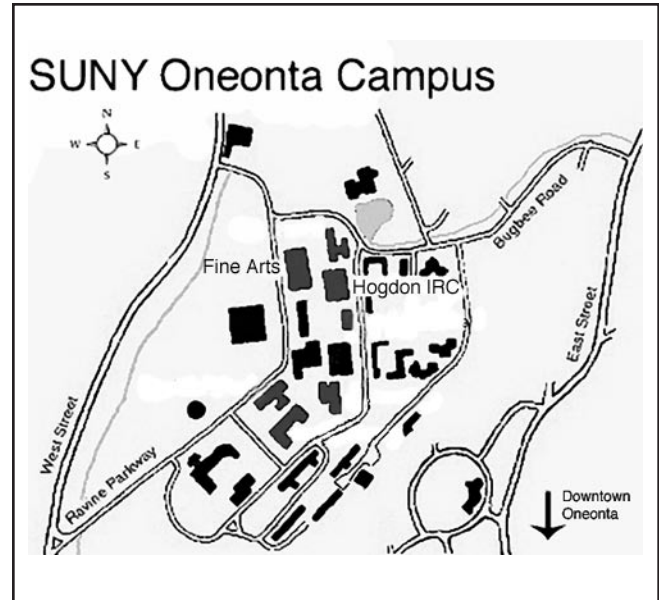 SUNY Oneonta Campus
N
W E
S
Fine Arts
Hogdon IRC
Bugbee Road
East Street
West Street
Ravine Parkway
Downtown
Oneonta